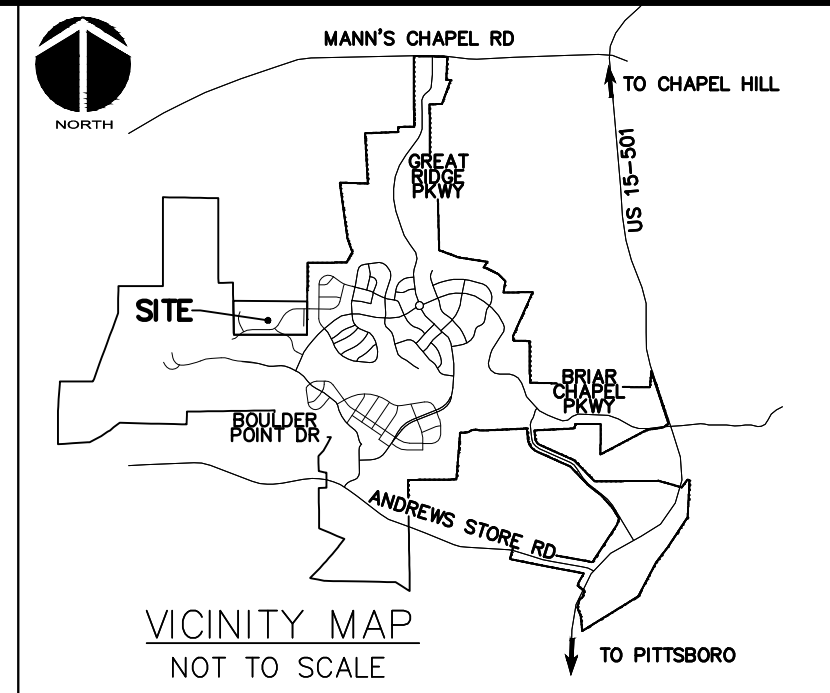 MANN'S CHAPEL RD
TO CHAPEL HILL
NORTH
US 15-501
GREAT
RIDGE
PKWY
SITE
BRIAR
CHAPEL
PKWY
BOULDER
POINT DR
ANDREWS STORE RD
VICINITY MAP
NOT TO SCALE
TO PITTSBORO